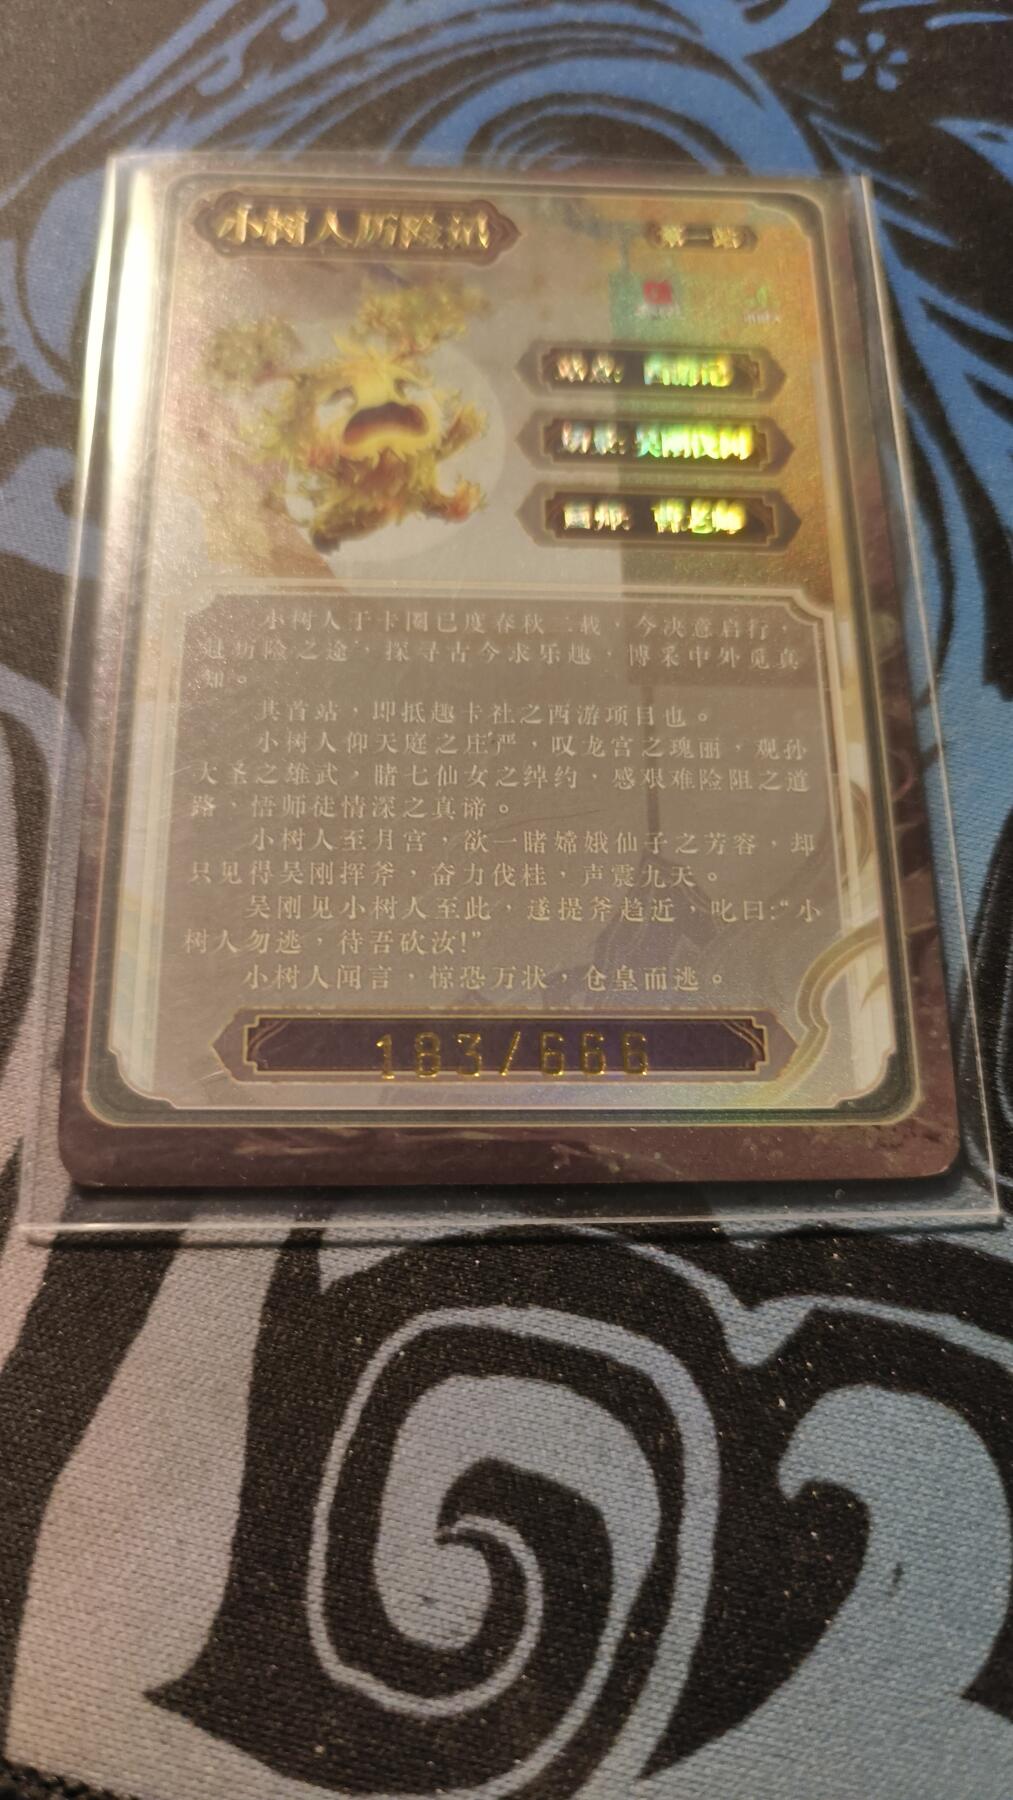 小树人历险记
第一站
站点: 西游记
场景: 吴刚伐树
画师: 曹老师
小树人于卡圈已度春秋二载，今决意启行，
历险之途，探寻古今求乐趣，博采中外觅真
知。
其首站，即抵趣卡社之西游项目也。
小树人仰天庭之庄严，叹龙宫之瑰丽，观孙
大圣之雄武，睹七仙女之绰约，感艰难险阻之道
路，悟师徒情深之真谛。
小树人至月宫，欲一睹嫦娥仙子之芳容，却
只见得吴刚挥斧，奋力伐桂，声震九天。
吴刚见小树人至此，遂提斧趋近，叱曰:“小
树人勿逃，待吾砍汝!”
小树人闻言，惊恐万状，仓皇而逃。
183/666